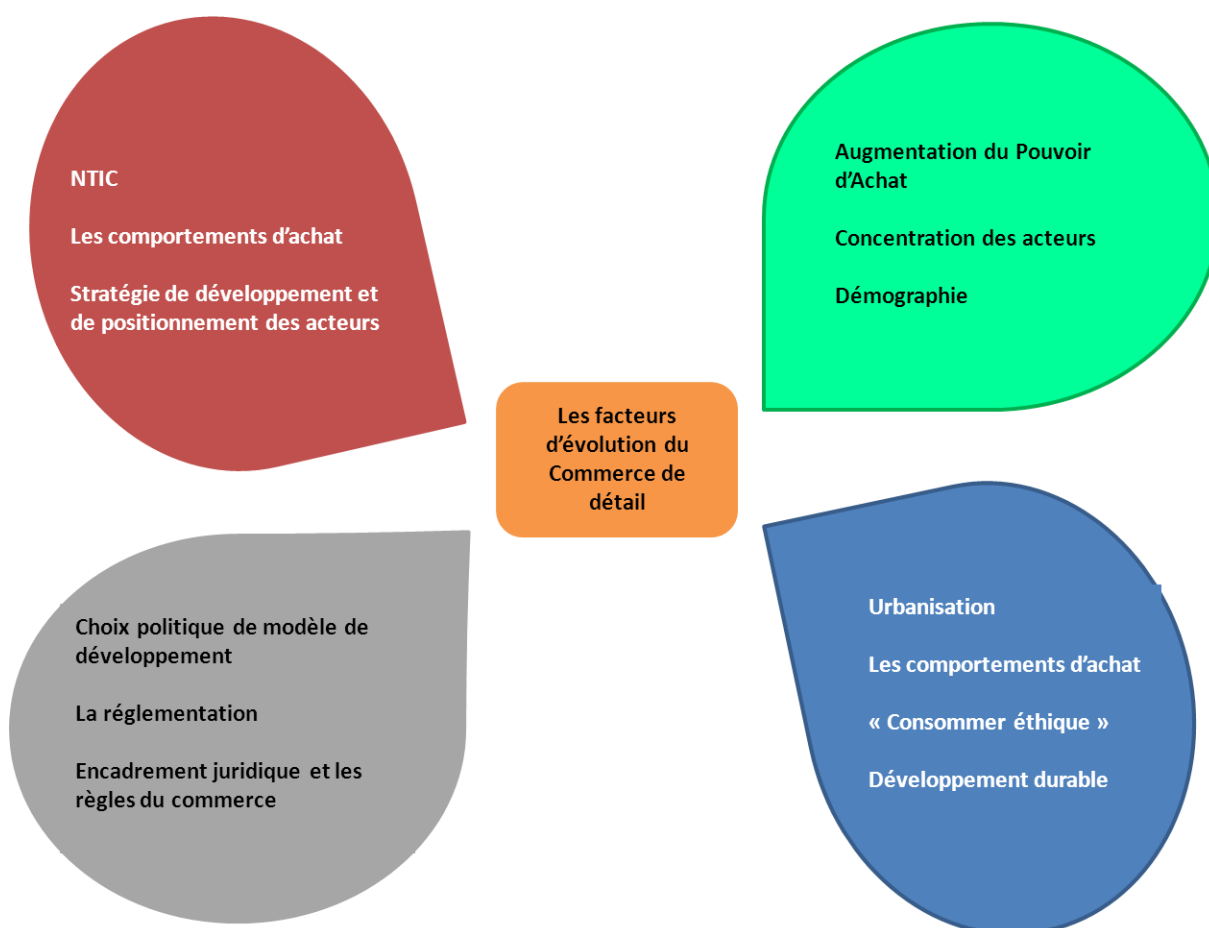 NTIC
Les comportements d’achat
Stratégie de développement et
de positionnement des acteurs
Augmentation du Pouvoir
d’Achat
Concentration des acteurs
Démographie
Les facteurs
d’évolution du
Commerce de
détail
Choix politique de modèle de
développement
La réglementation
Encadrement juridique et les
règles du commerce
Urbanisation
Les comportements d’achat
« Consommer éthique »
Développement durable